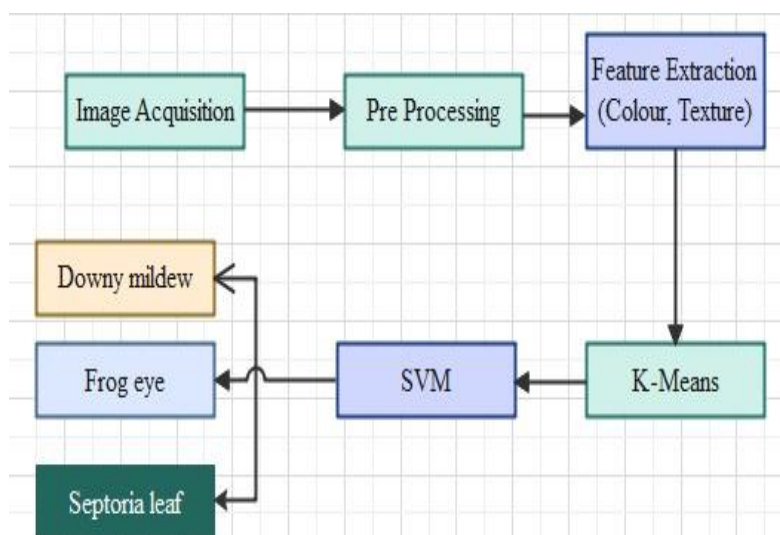 Image Acquisition
Pre Processing
Feature Extraction
(Colour, Texture)
Downy mildew
Frog eye
SVM
K-Means
Septoria leaf